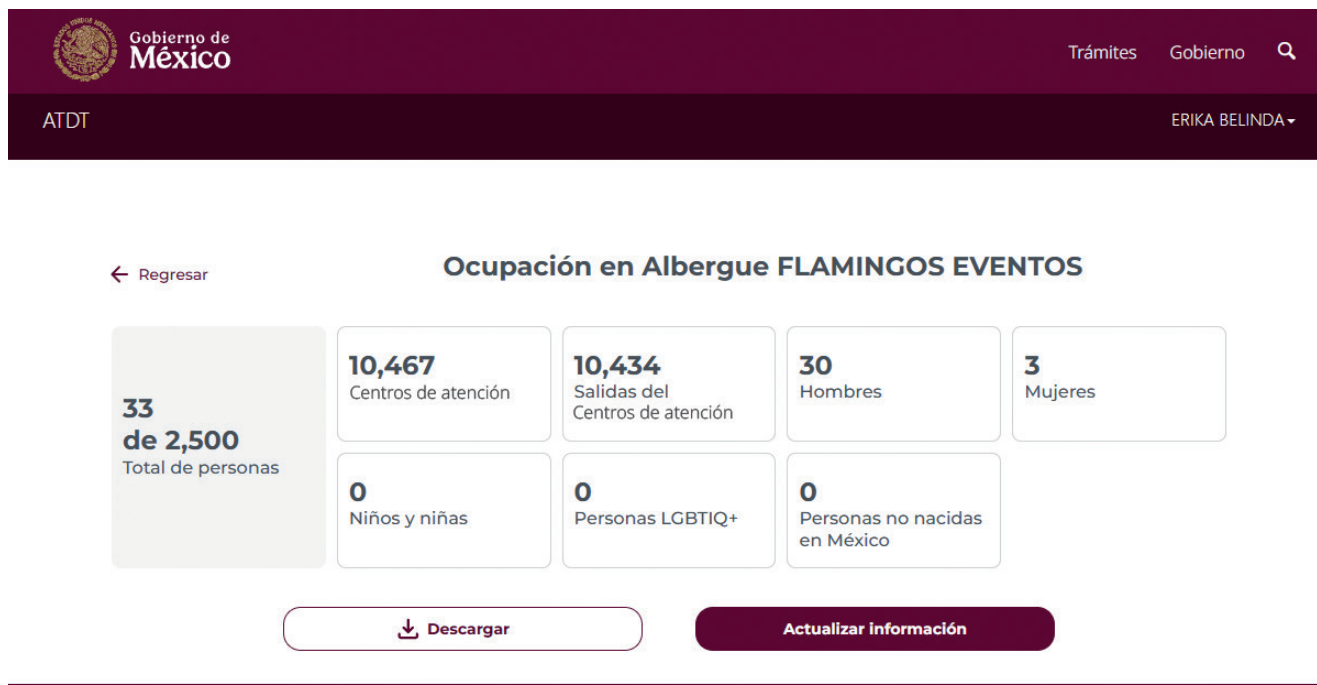 Gobierno de
México
Trámites Gobierno
ATDT
ERIKA BELINDA
Regresar
Ocupación en Albergue FLAMINGOS EVENTOS
33
de 2,500
Total de personas
10,467
Centros de atención
10,434
Salidas del
Centros de atención
30
Hombres
3
Mujeres
0
Niños y niñas
0
Personas LGBTIQ+
0
Personas no nacidas
en México
Descargar
Actualizar información